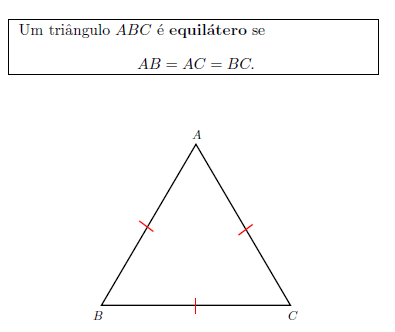 Um triângulo ABC é equilátero se
AB = AC = BC.
A
B
C